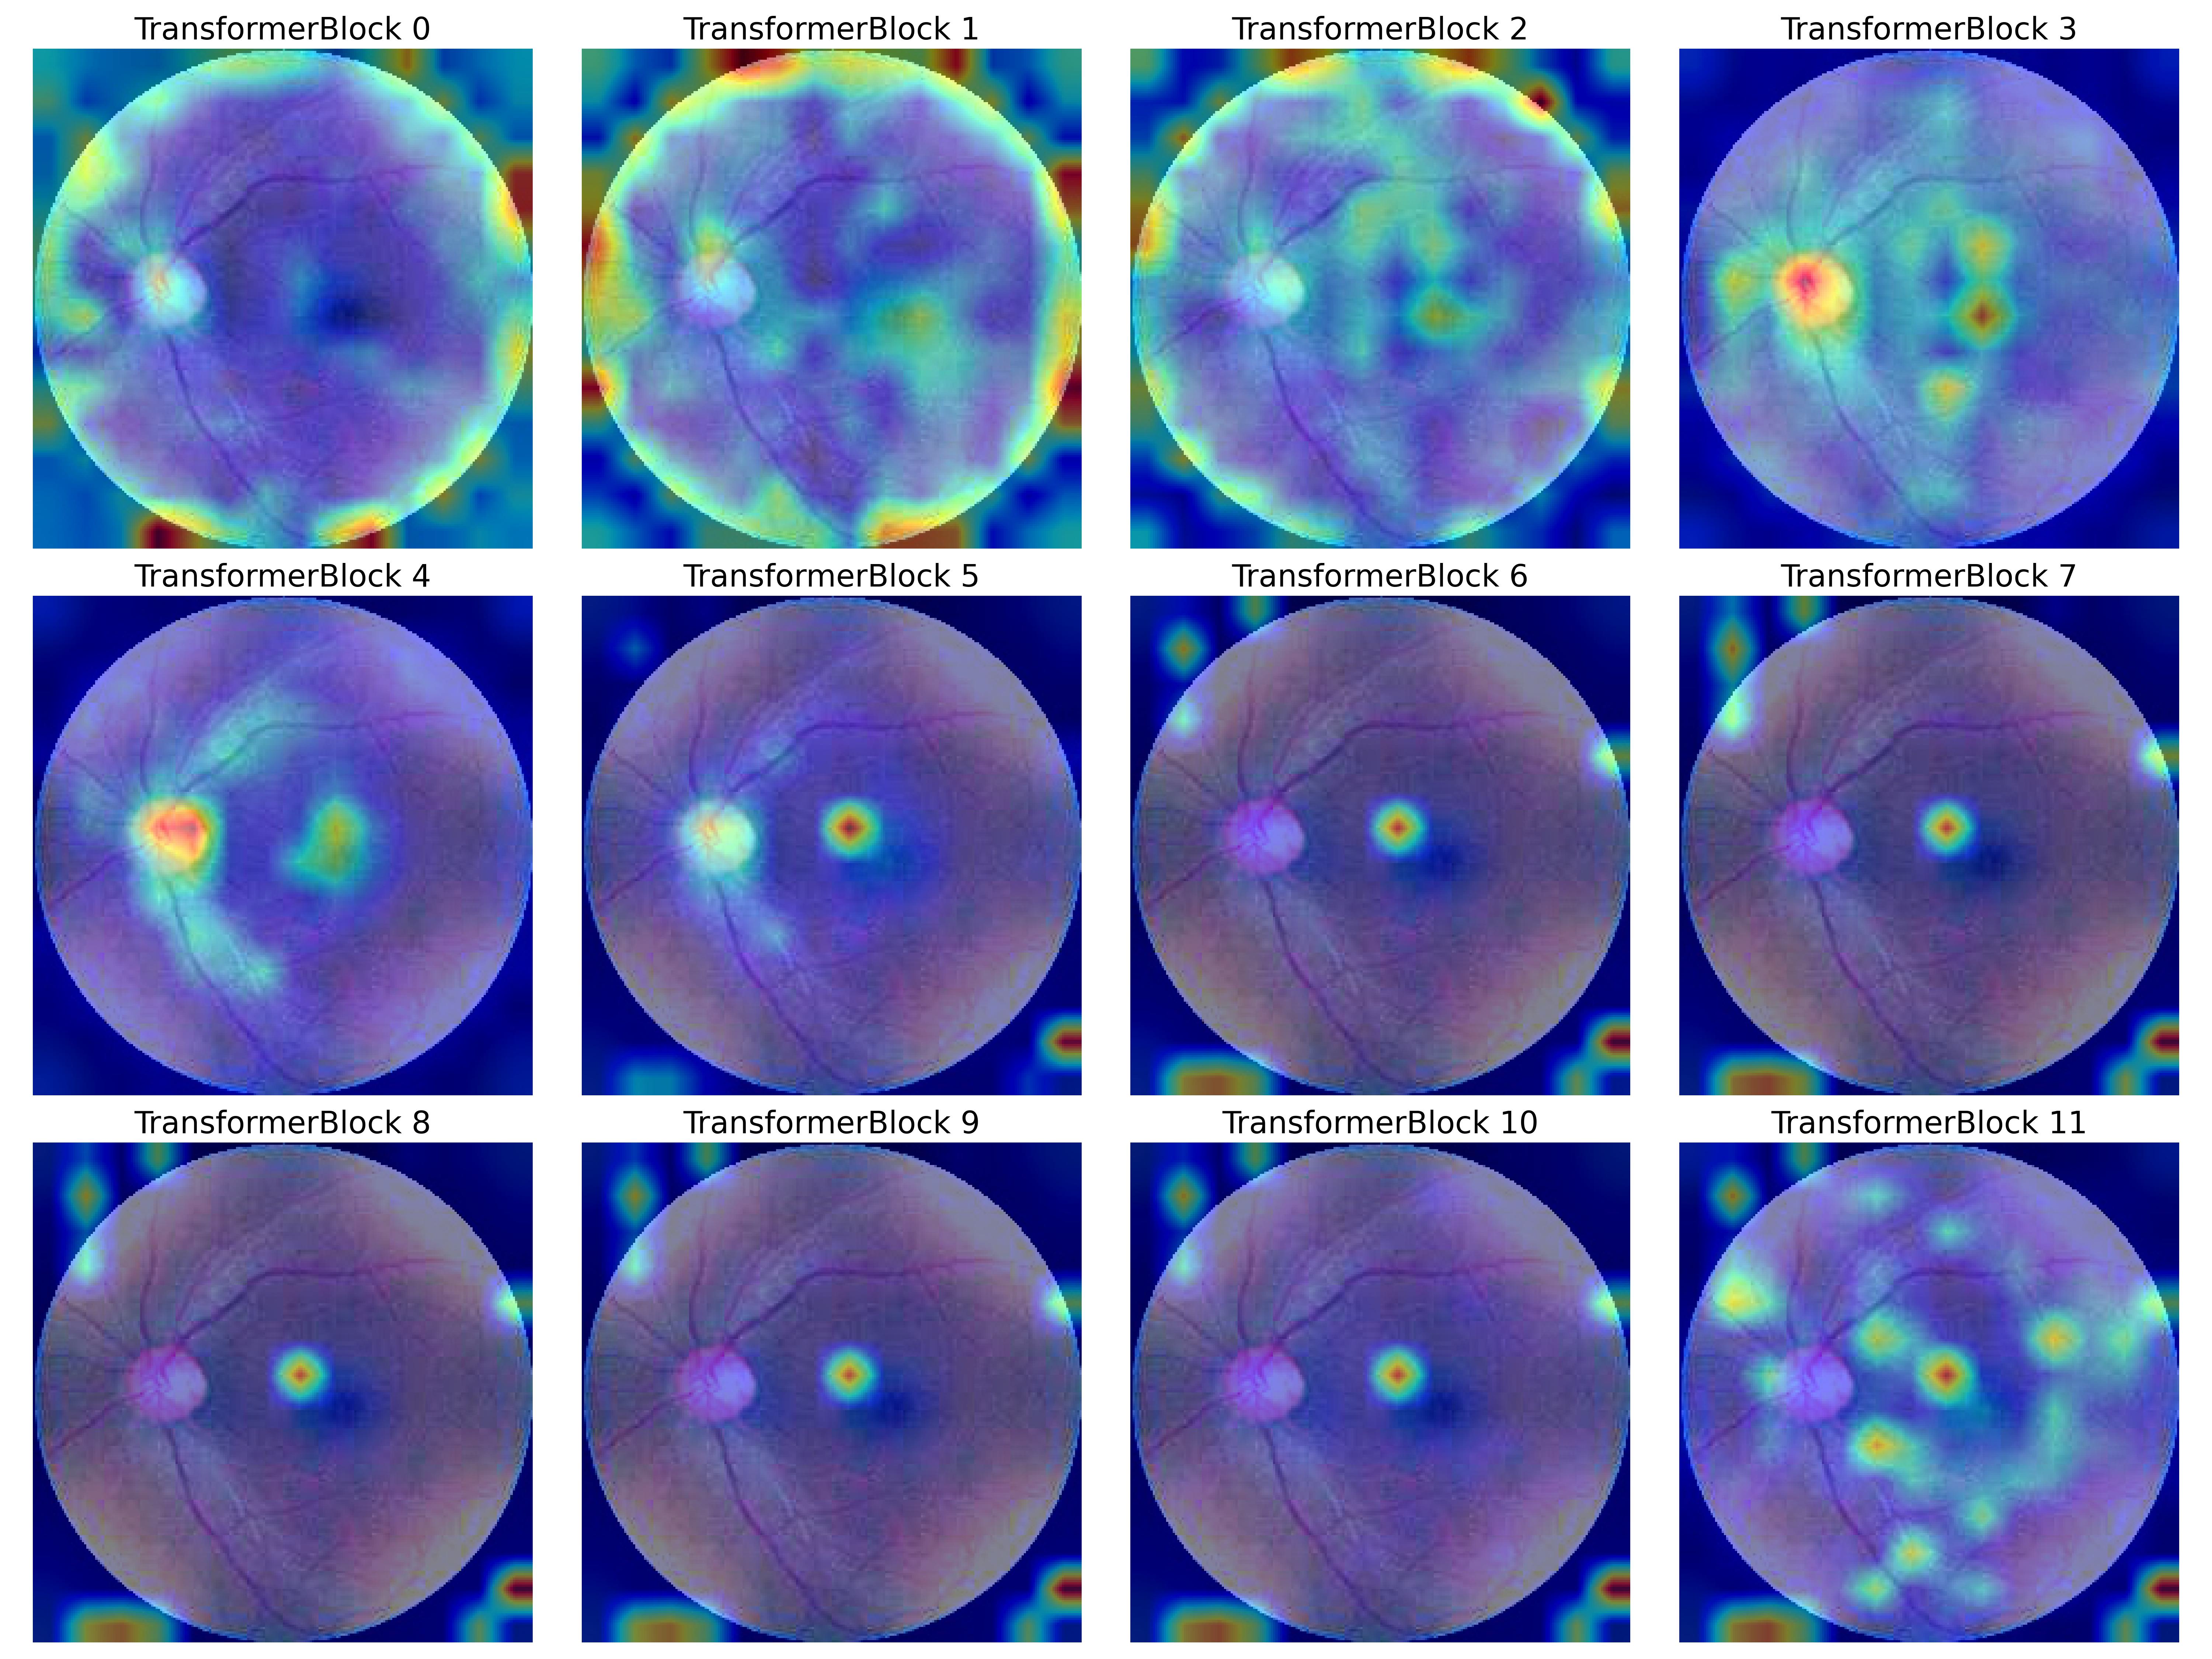 TransformerBlock 0
TransformerBlock 1
TransformerBlock 2
TransformerBlock 3
TransformerBlock 4
TransformerBlock 5
TransformerBlock 6
TransformerBlock 7
TransformerBlock 8
TransformerBlock 9
TransformerBlock 10
TransformerBlock 11